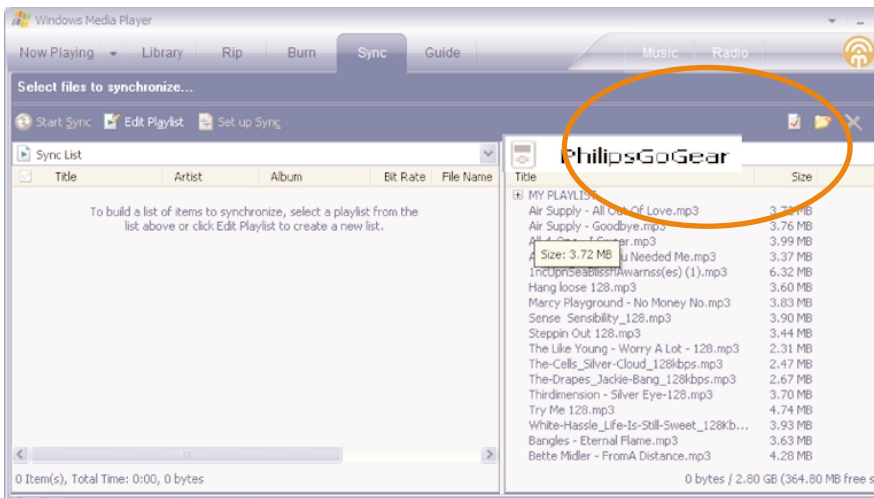 Windows Media Player
Now Playing Library Rip Burn Sync Guide Music Radio
Select files to synchronize...
Start Sync Edit Playlist Set up Sync
Sync List
PhilipsGoGear
Title Artist Album Bit Rate File Name
Title Size
To build a list of items to synchronize, select a playlist from the
list above or click Edit Playlist to create a new list.
MY PLAYLIST
Air Supply - All Out Of Love.mp3 3.72 MB
Air Supply - Goodbye.mp3 3.76 MB
All-4-One - I Swear.mp3 3.99 MB
Size: 3.72 MB
u Needed Me.mp3 3.37 MB
(1).mp3 6.32 MB
Hang loose 128.mp3 3.60 MB
Marcy Playground - No Money No.mp3 3.83 MB
Sense Sensibility_128.mp3 3.90 MB
Steppin Out 128.mp3 3.44 MB
The Like Young - Worry A Lot - 128.mp3 2.31 MB
The-Cells_Silver-Cloud_128kbps.mp3 2.47 MB
The-Drapes_Jackie-Bang_128kbps.mp3 2.67 MB
Thirdimension - Silver Eye-128.mp3 3.70 MB
Try Me 128.mp3 4.74 MB
White-Hassle_Life-Is-Still-Sweet_128Kb... 3.93 MB
Bangles - Eternal Flame.mp3 3.63 MB
Bette Midler - FromA Distance.mp3 4.28 MB
0 Item(s), Total Time: 0:00, 0 bytes
0 bytes / 2.80 GB (364.80 MB free s